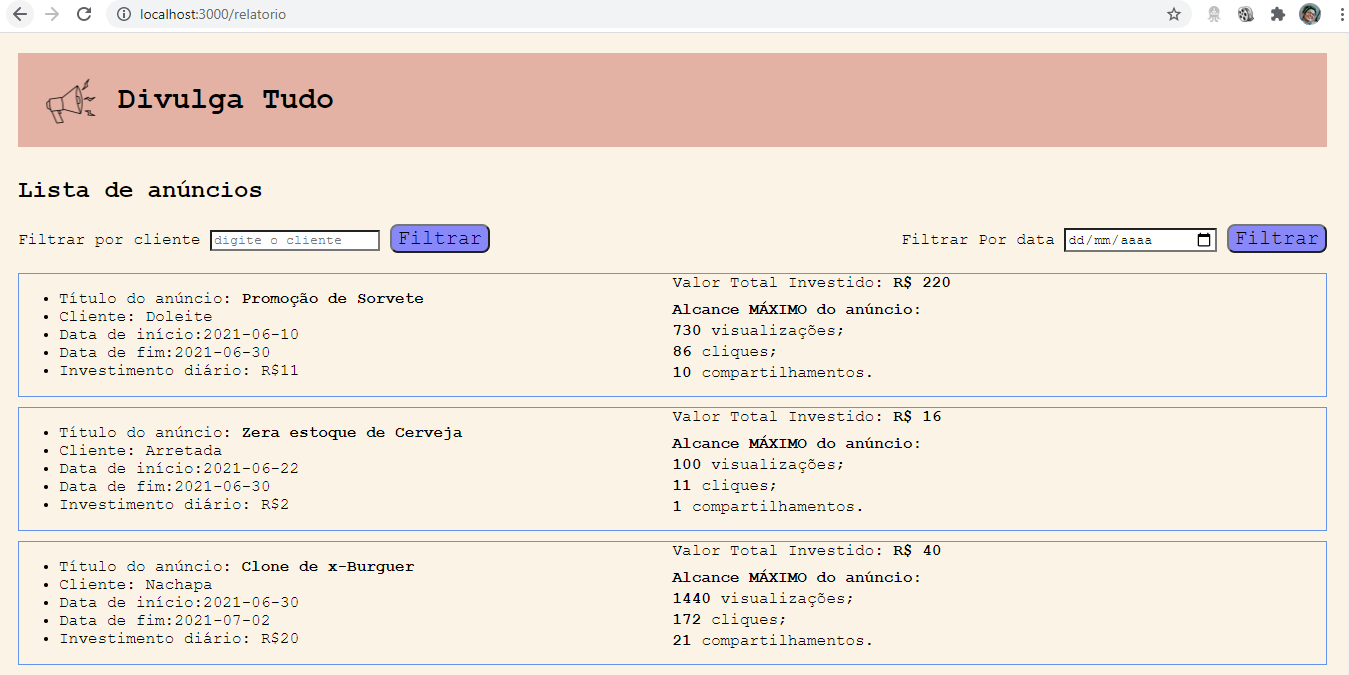 localhost:3000/relatorio
Divulga Tudo
Lista de anúncios
Filtrar por cliente digite o cliente Filtrar Filtrar Por data dd/mm/aaaa Filtrar
Título do anúncio: Promoção de Sorvete
Cliente: Doleite
Data de início:2021-06-10
Data de fim:2021-06-30
Investimento diário: R$11
Valor Total Investido: R$ 220
Alcance MÁXIMO do anúncio:
730 visualizações;
86 cliques;
10 compartilhamentos.
Título do anúncio: Zera estoque de Cerveja
Cliente: Arretada
Data de início:2021-06-22
Data de fim:2021-06-30
Investimento diário: R$2
Valor Total Investido: R$ 16
Alcance MÁXIMO do anúncio:
100 visualizações;
11 cliques;
1 compartilhamentos.
Título do anúncio: Clone de x-Burguer
Cliente: Nachapa
Data de início:2021-06-30
Data de fim:2021-07-02
Investimento diário: R$20
Valor Total Investido: R$ 40
Alcance MÁXIMO do anúncio:
1440 visualizações;
172 cliques;
21 compartilhamentos.